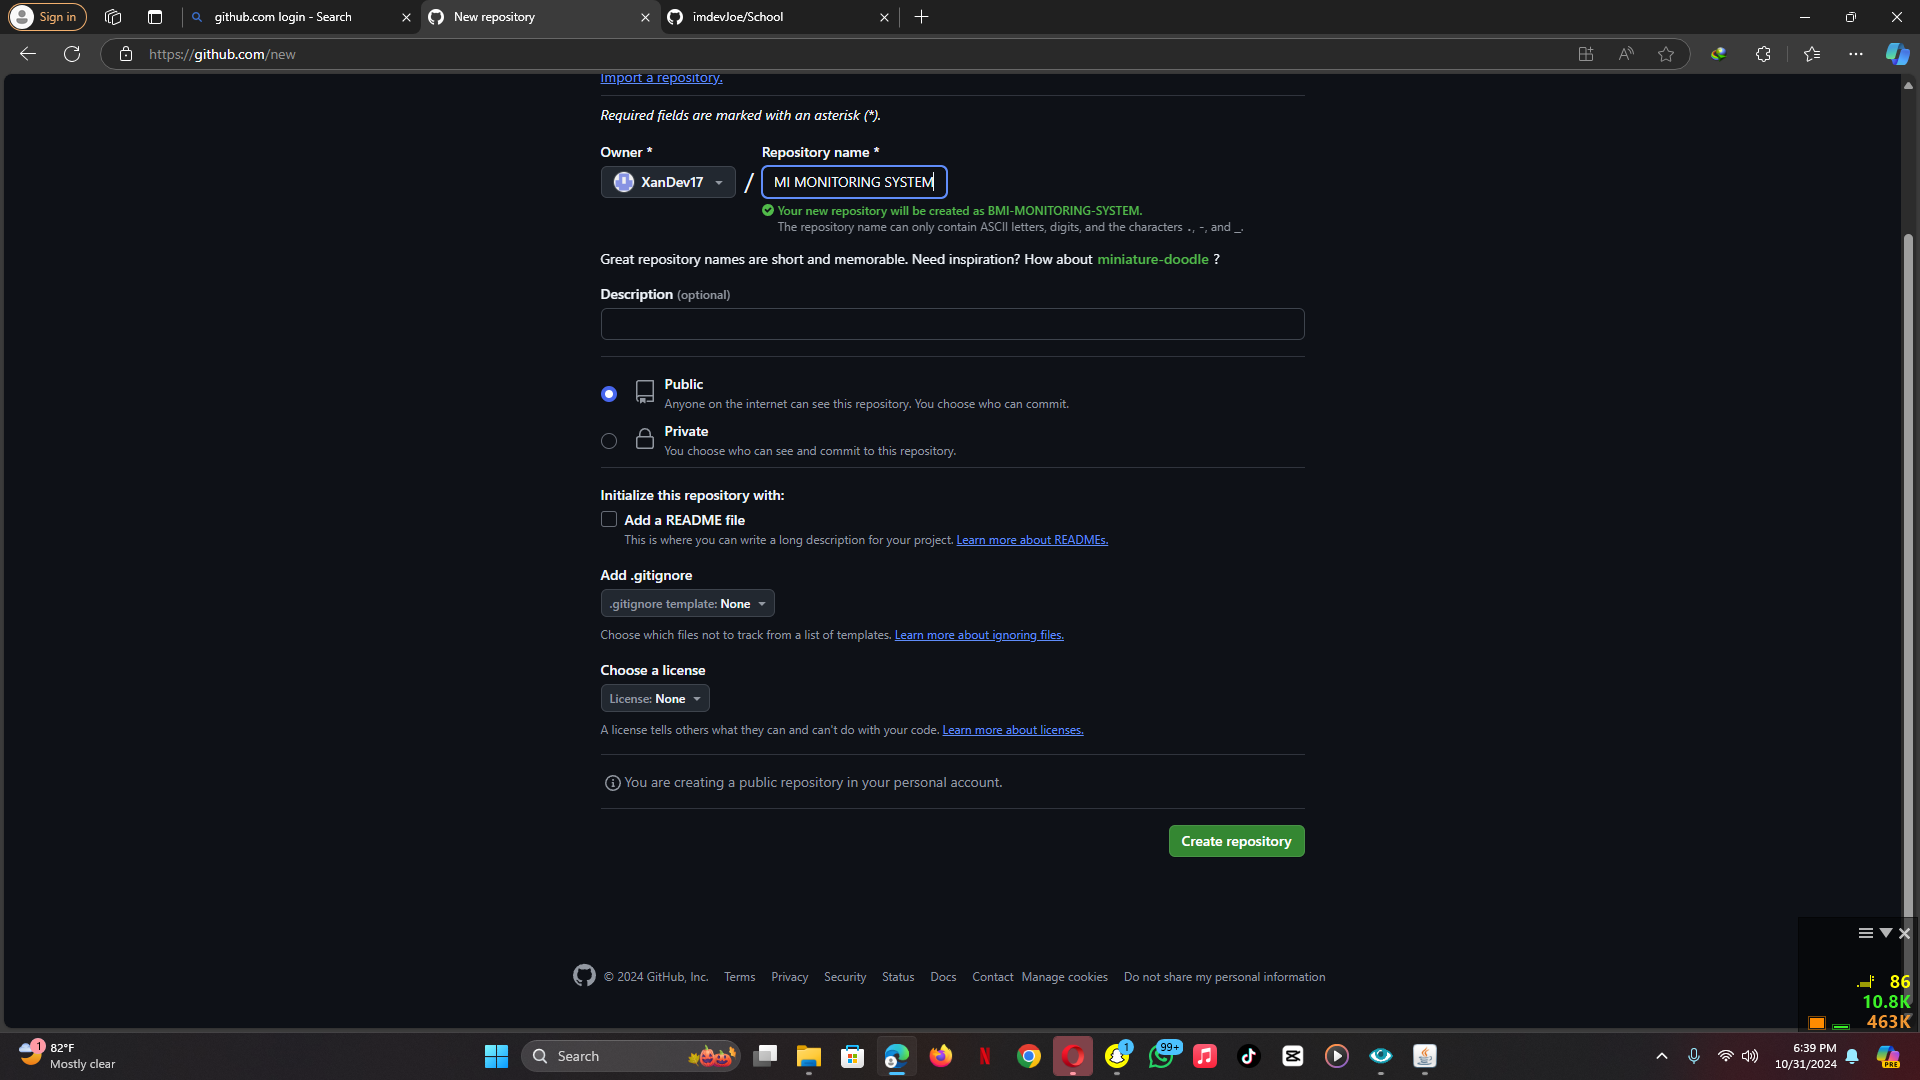 Sign in
github.com login - Search
New repository
imdevJoe/School
https://github.com/new
Import a repository.
Required fields are marked with an asterisk (*).
Owner *
Repository name *
XanDev17
/
MI MONITORING SYSTEM
Your new repository will be created as BMI-MONITORING-SYSTEM.
The repository name can only contain ASCII letters, digits, and the characters ., -, and _.
Great repository names are short and memorable. Need inspiration? How about miniature-doodle ?
Description (optional)
Public
Anyone on the internet can see this repository. You choose who can commit.
Private
You choose who can see and commit to this repository.
Initialize this repository with:
Add a README file
This is where you can write a long description for your project. Learn more about READMEs.
Add .gitignore
.gitignore template: None
Choose which files not to track from a list of templates. Learn more about ignoring files.
Choose a license
License: None
A license tells others what they can and can't do with your code. Learn more about licenses.
You are creating a public repository in your personal account.
Create repository
© 2024 GitHub, Inc. Terms Privacy Security Status Docs Contact Manage cookies Do not share my personal information
86
10.8K
463K
1
82°F
Mostly clear
Search
1
99+
6:39 PM
10/31/2024
PRE